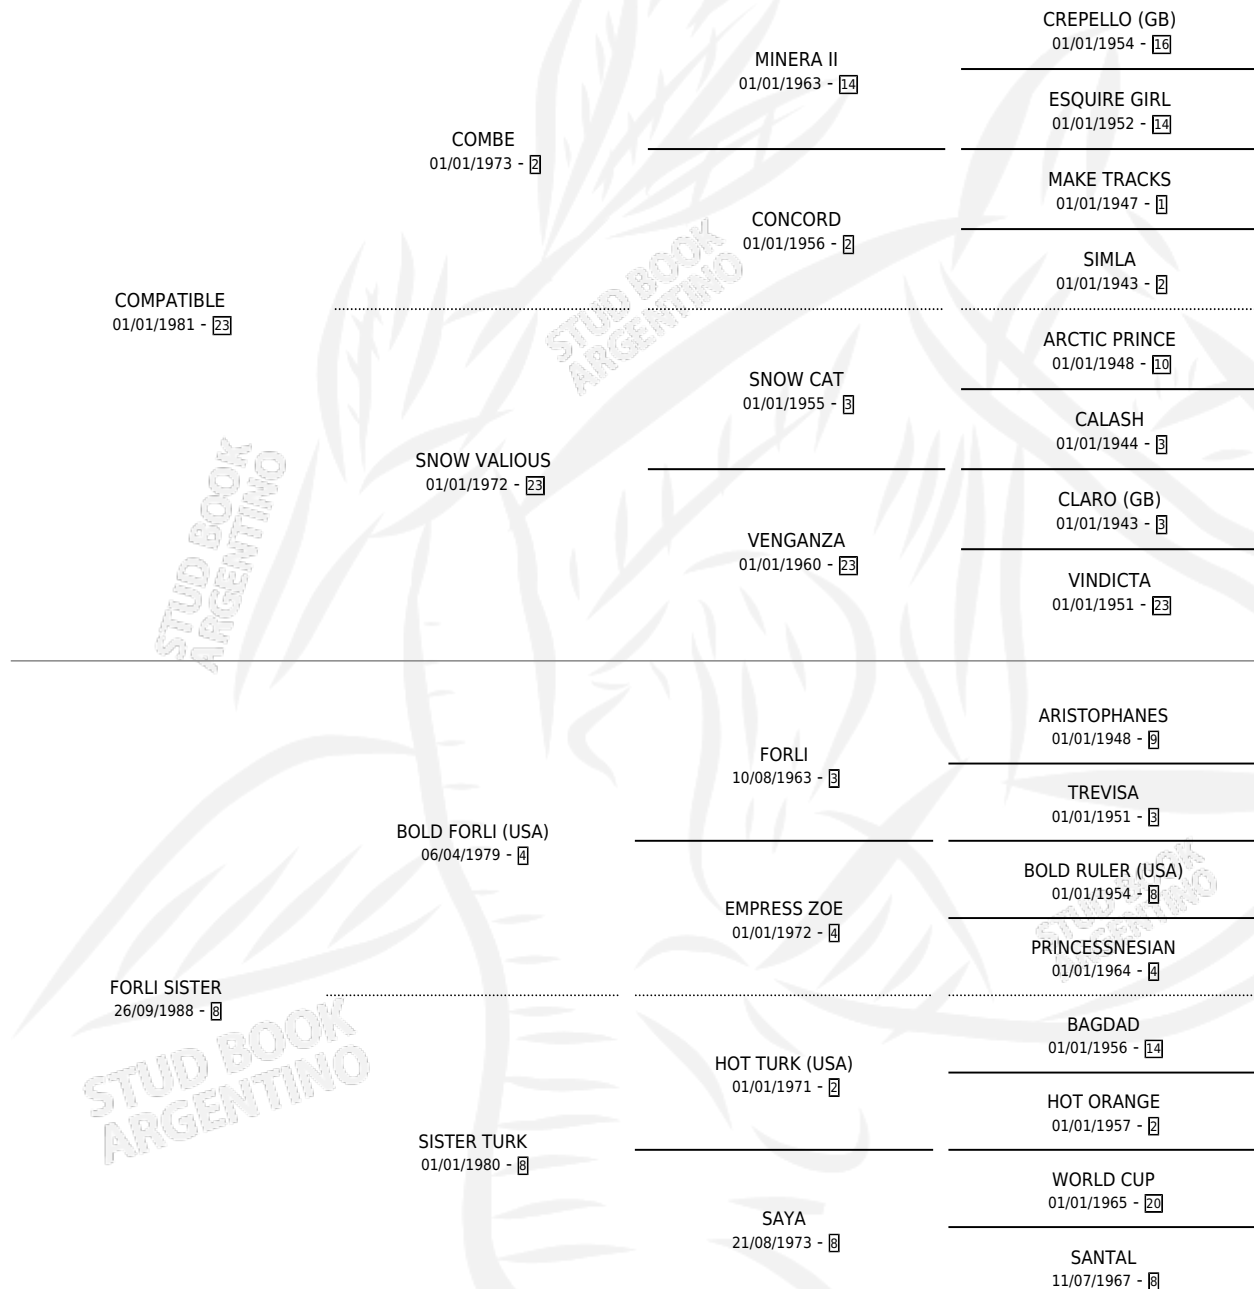 CREPELLO (GB)
01/01/1954 - 16
MINERA II
01/01/1963 - 14
ESQUIRE GIRL
01/01/1952 - 14
COMBE
01/01/1973 - 2
MAKE TRACKS
01/01/1947 - 1
CONCORD
01/01/1956 - 2
SIMLA
01/01/1943 - 2
COMPATIBLE
01/01/1981 - 23
ARCTIC PRINCE
01/01/1948 - 10
SNOW CAT
01/01/1955 - 3
CALASH
01/01/1944 - 3
SNOW VALIOUS
01/01/1972 - 23
CLARO (GB)
01/01/1943 - 3
VENGANZA
01/01/1960 - 23
VINDICTA
01/01/1951 - 23
ARISTOPHANES
01/01/1948 - 9
FORLI
10/08/1963 - 3
TREVISA
01/01/1951 - 3
BOLD FORLI (USA)
06/04/1979 - 4
BOLD RULER (USA)
01/01/1954 - 8
EMPRESS ZOE
01/01/1972 - 4
PRINCESSNESIAN
01/01/1964 - 4
FORLI SISTER
26/09/1988 - 8
BAGDAD
01/01/1956 - 14
HOT TURK (USA)
01/01/1971 - 2
HOT ORANGE
01/01/1957 - 2
SISTER TURK
01/01/1980 - 8
WORLD CUP
01/01/1965 - 20
SAYA
21/08/1973 - 8
SANTAL
11/07/1967 - 8
STUD BOOK
ARGENTINO
STUD BOOK
ARGENTINO
STUD BOOK
ARGENTINO
STUD BOOK
ARGENTINO